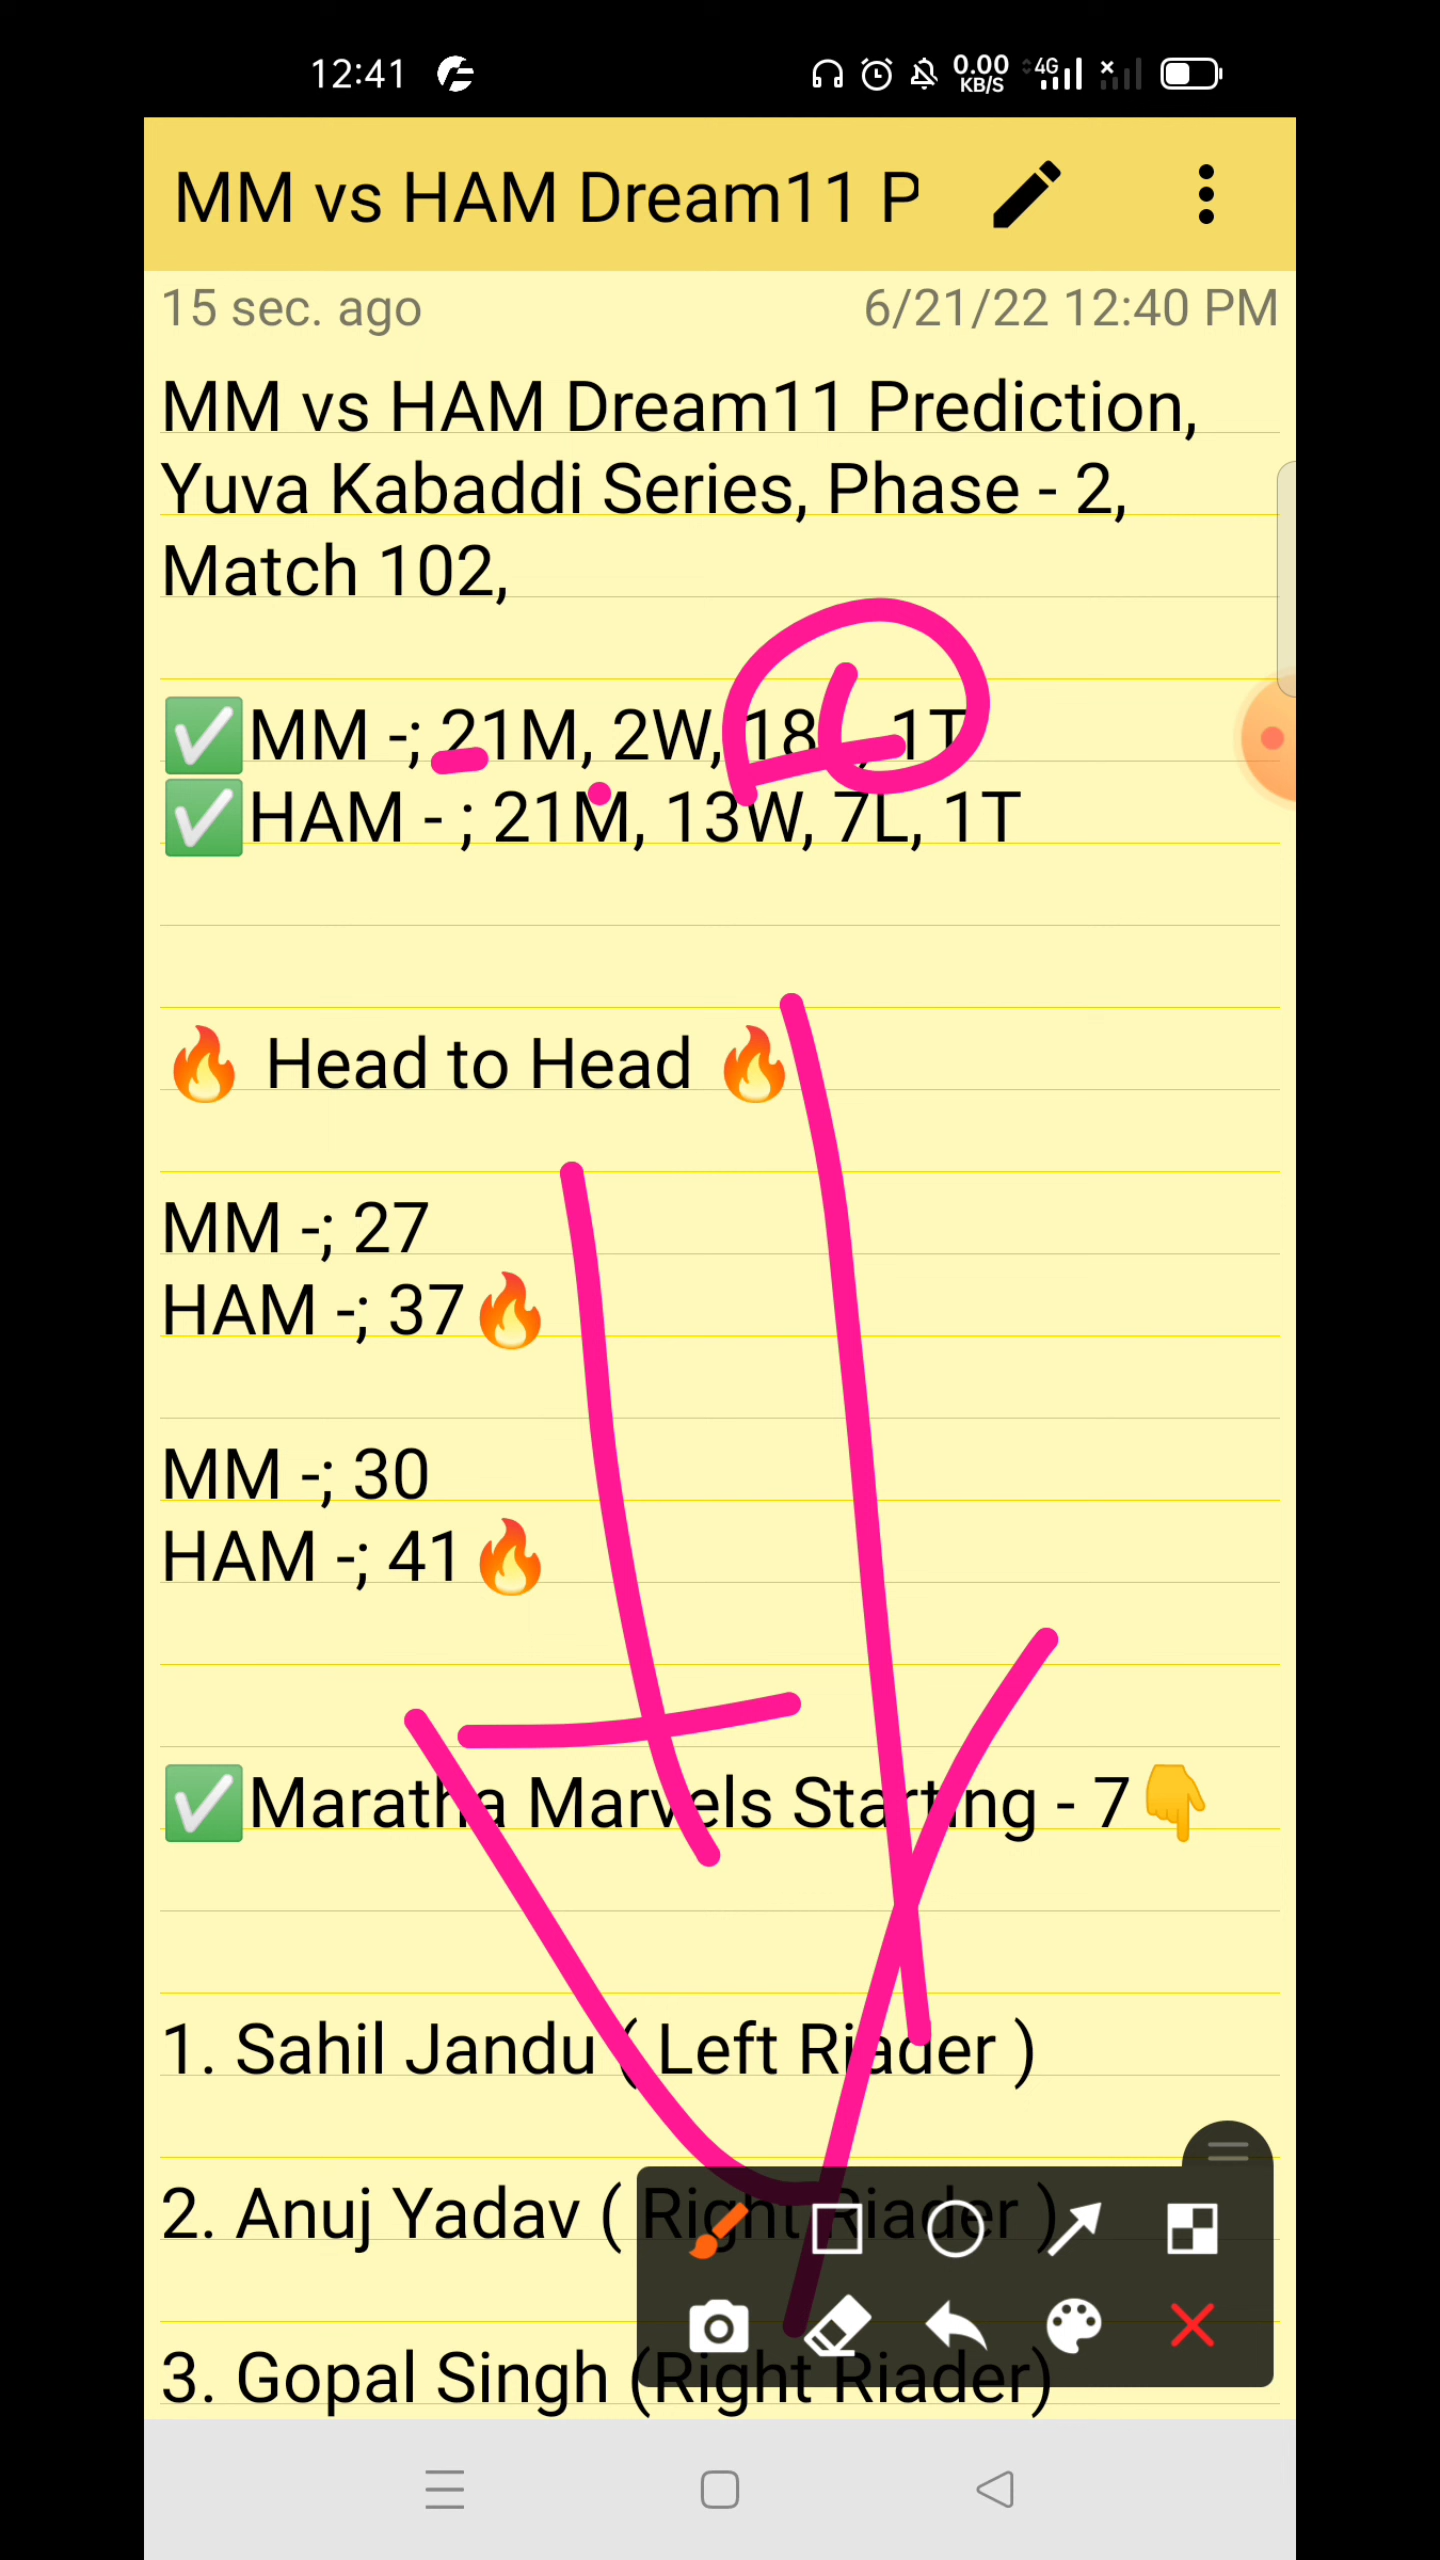 12:41
0.00 KB/S 4G
MM vs HAM Dream11 P
15 sec. ago 6/21/22 12:40 PM
MM vs HAM Dream11 Prediction,
Yuva Kabaddi Series, Phase - 2,
Match 102,
✅MM -; 21M, 2W, 18L, 1T
✅HAM - ; 21M, 13W, 7L, 1T
🔥 Head to Head 🔥
MM -; 27
HAM -; 37🔥
MM -; 30
HAM -; 41🔥
✅Maratha Marvels Starting - 7👇
1. Sahil Jandu ( Left Riader )
2. Anuj Yadav ( Right Riader )
3. Gopal Singh (Right Riader)